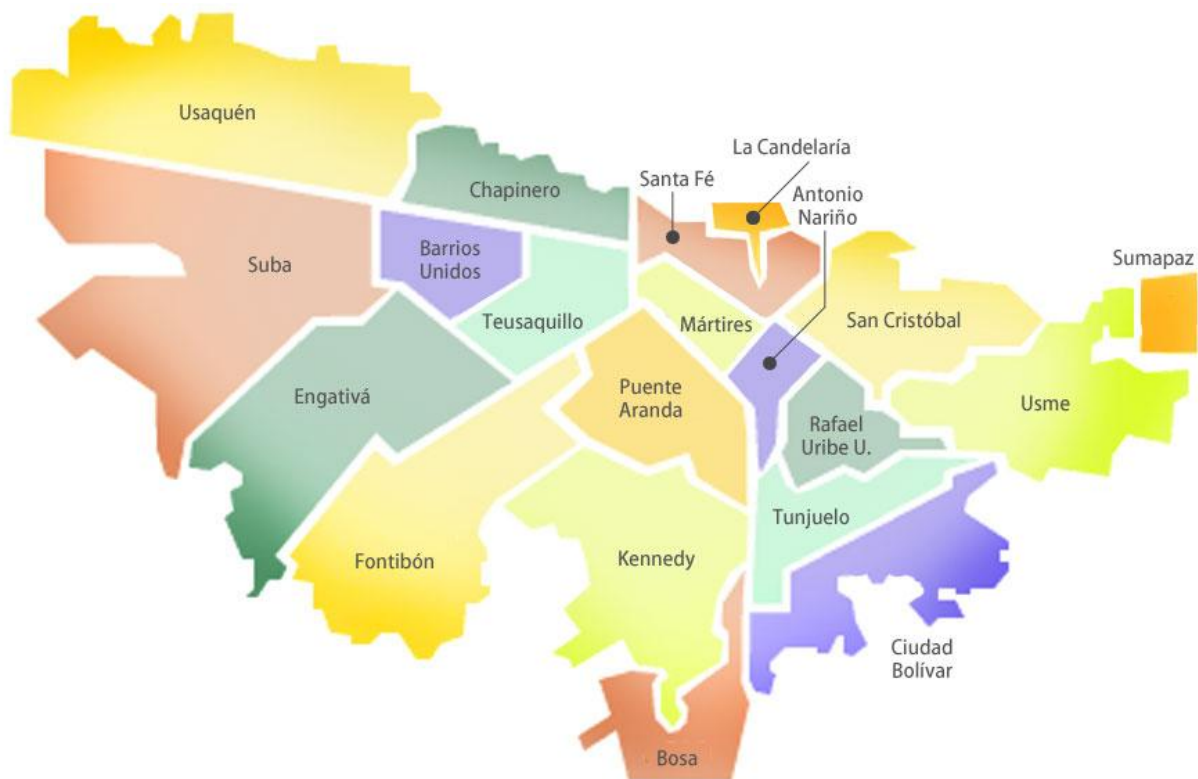 Usaquén
La Candelaría
Santa Fé
Antonio
Nariño
Chapinero
Barrios
Unidos
Suba
Sumapaz
Teusaquillo
Mártires
San Cristóbal
Engativá
Puente
Aranda
Usme
Rafael
Uribe U.
Tunjuelo
Fontibón
Kennedy
Ciudad
Bolívar
Bosa